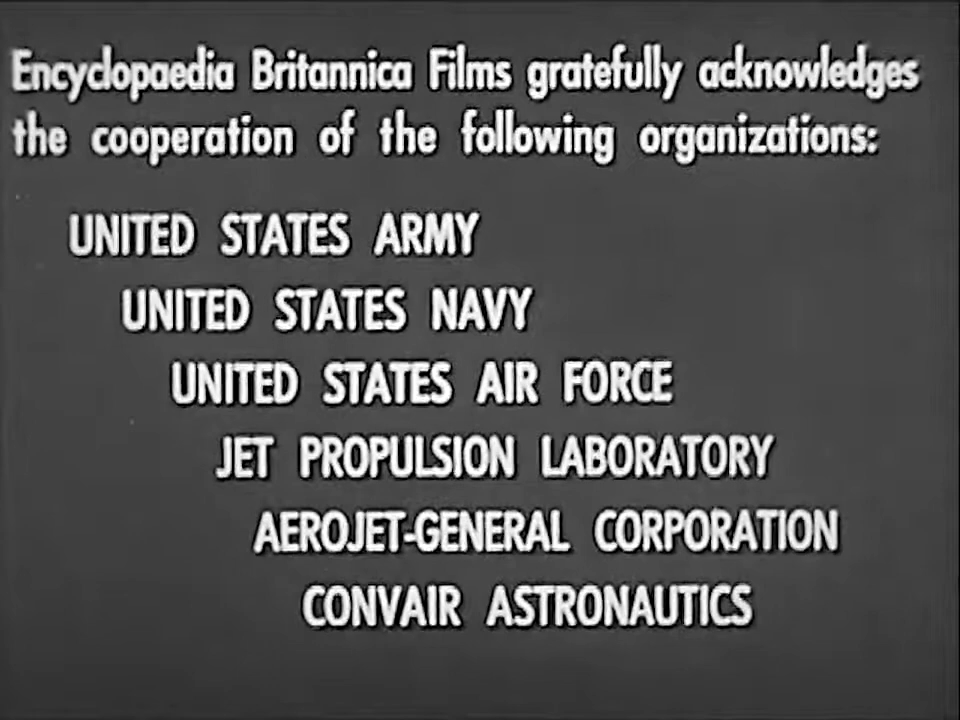 Encyclopaedia Britannica Films gratefully acknowledges
the cooperation of the following organizations:
UNITED STATES ARMY
UNITED STATES NAVY
UNITED STATES AIR FORCE
JET PROPULSION LABORATORY
AEROJET-GENERAL CORPORATION
CONVAIR ASTRONAUTICS